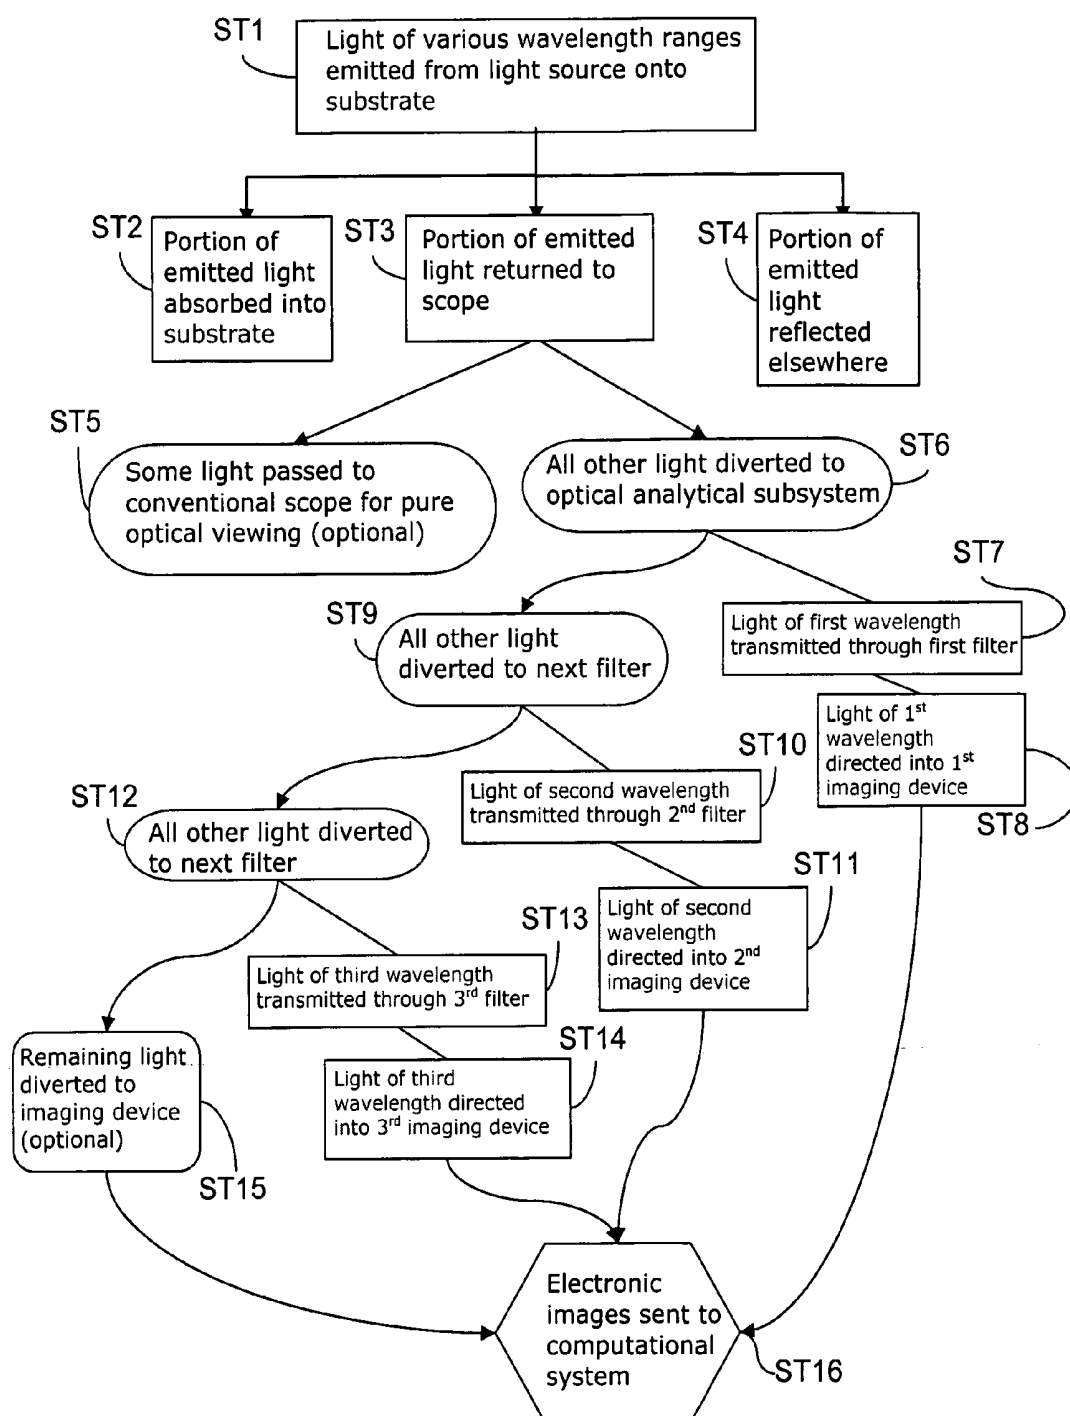 ST1
Light of various wavelength ranges
emitted from light source onto
substrate
ST2
Portion of
emitted light
absorbed into
substrate
ST3
Portion of emitted
light returned to
scope
ST4
Portion of
emitted
light
reflected
elsewhere
ST5
Some light passed to
conventional scope for pure
optical viewing (optional)
ST6
All other light diverted to
optical analytical subsystem
ST7
Light of first wavelength
transmitted through first filter
ST8
Light of 1st
wavelength
directed into 1st
imaging device
ST9
All other light
diverted to next filter
ST10
Light of second wavelength
transmitted through 2nd filter
ST11
Light of second
wavelength
directed into 2nd
imaging device
ST12
All other light diverted
to next filter
ST13
Light of third wavelength
transmitted through 3rd filter
ST14
Light of third
wavelength directed
into 3rd imaging device
ST15
Remaining light
diverted to
imaging device
(optional)
ST16
Electronic
images sent to
computational
system